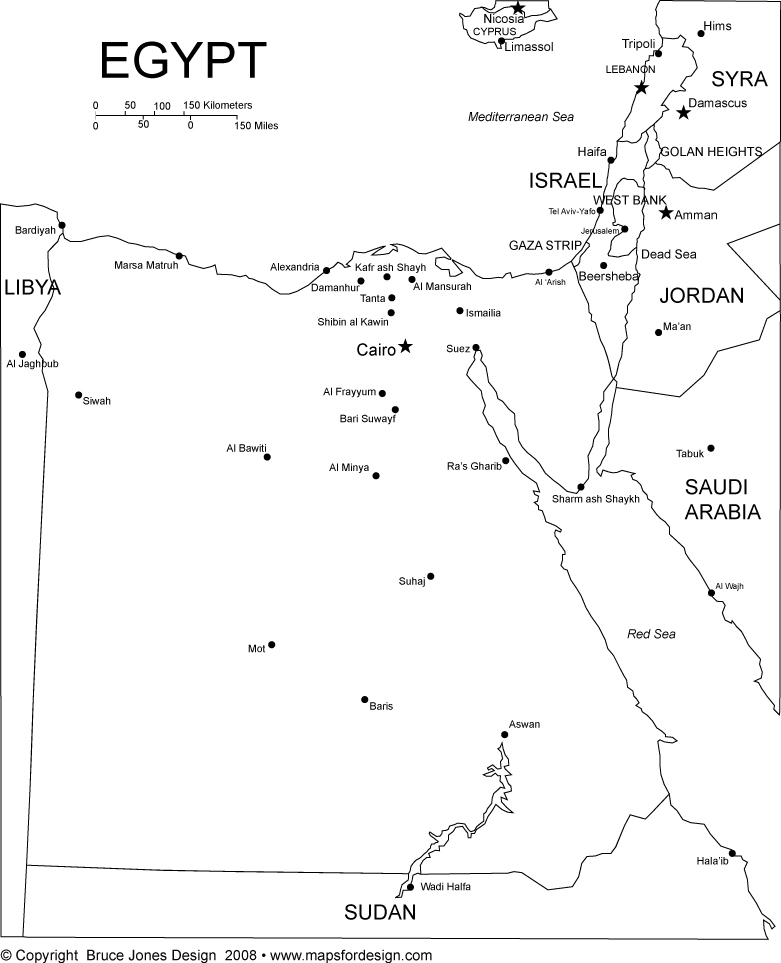 Nicosia
CYPRUS
Limassol
Hims
Tripoli
EGYPT
LEBANON
SYRA
0 50 100 150 Kilometers
0 50 0 150 Miles
Damascus
Mediterranean Sea
Haifa
GOLAN HEIGHTS
ISRAEL
WEST BANK
Tel Aviv-Yafo
Amman
Jerusalem
Bardiyah
GAZA STRIP
Dead Sea
Marsa Matruh
Alexandria
Kafr ash Shayh
Beersheba
LIBYA
Damanhur
Al Mansurah
Al ‘Arish
JORDAN
Tanta
Ismailia
Shibin al Kawin
Ma'an
Cairo
Suez
Al Jaghbub
Siwah
Al Frayyum
Bari Suwayf
Al Bawiti
Tabuk
Al Minya
Ra's Gharib
SAUDI
ARABIA
Sharm ash Shaykh
Suhaj
Al Wajh
Red Sea
Mot
Baris
Aswan
Hala'ib
Wadi Halfa
SUDAN
© Copyright Bruce Jones Design 2008 • www.mapsfordesign.com